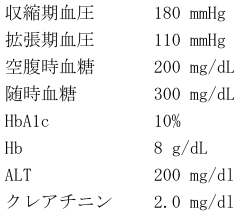 収縮期血圧 180 mmHg
拡張期血圧 110 mmHg
空腹時血糖 200 mg/dL
随時血糖 300 mg/dL
HbA1c 10%
Hb 8 g/dL
ALT 200 mg/dl
クレアチニン 2.0 mg/dl